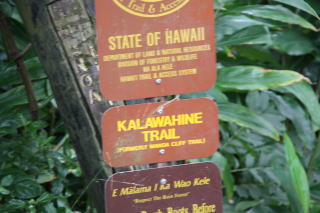 Trail & Access
STATE OF HAWAII
DEPARTMENT OF LAND & NATURAL RESOURCES
DIVISION OF FORESTRY & WILDLIFE
NA ALA HELE
HAWAII TRAIL & ACCESS SYSTEM
KALAWAHINE
TRAIL
(FORMERLY MANOA CLIFF TRAIL)
E Mālama I Ka Wao Kele
"Respect The Rain Forest"
Boots Before